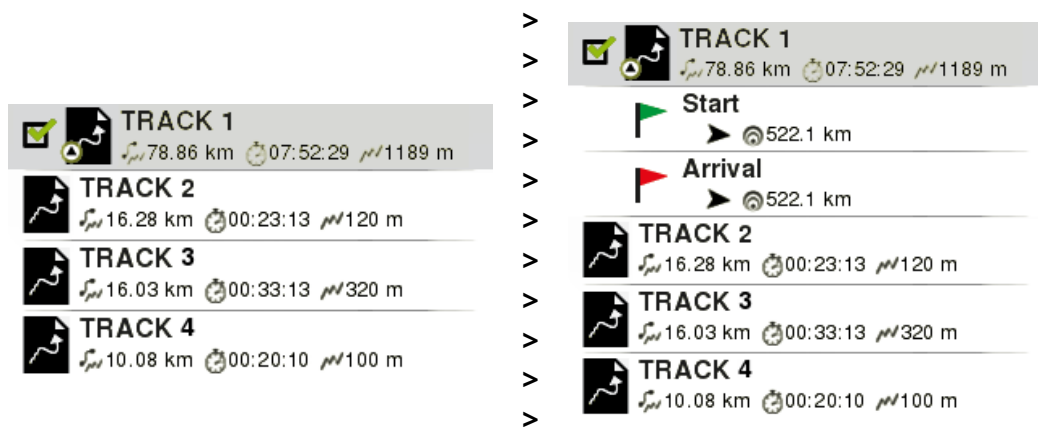 TRACK 1
78.86 km 07:52:29 1189 m
TRACK 2
16.28 km 00:23:13 120 m
TRACK 3
16.03 km 00:33:13 320 m
TRACK 4
10.08 km 00:20:10 100 m
>
>
>
>
>
>
>
>
>
>
>
TRACK 1
78.86 km 07:52:29 1189 m
Start
522.1 km
Arrival
522.1 km
TRACK 2
16.28 km 00:23:13 120 m
TRACK 3
16.03 km 00:33:13 320 m
TRACK 4
10.08 km 00:20:10 100 m